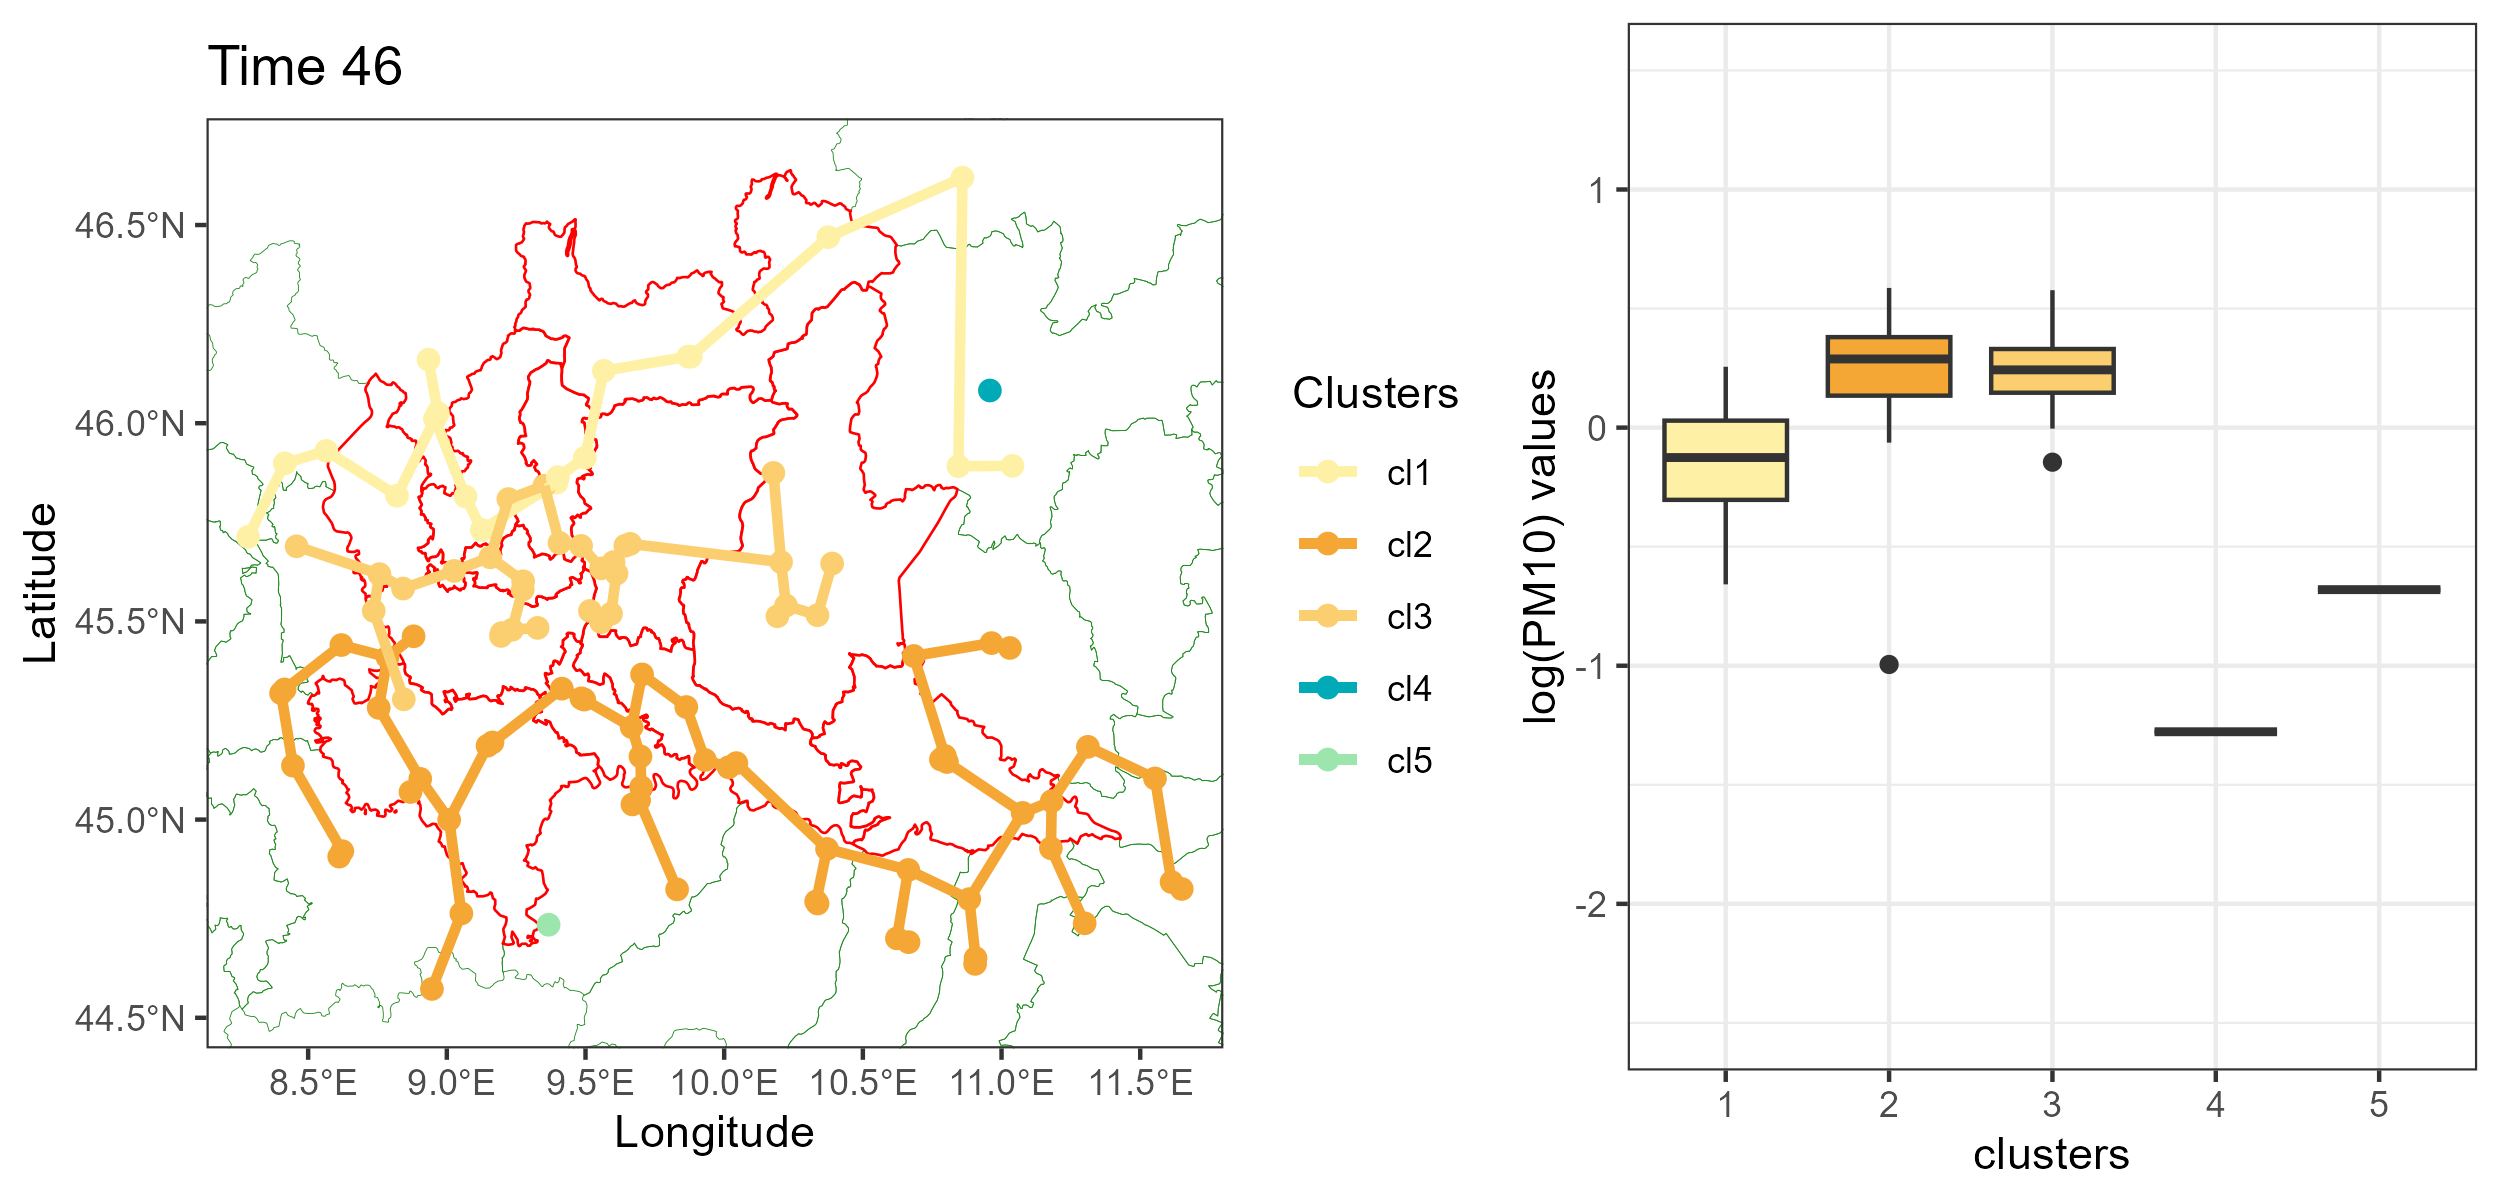 Time 46
Latitude
46.5°N
46.0°N
45.5°N
45.0°N
44.5°N
8.5°E 9.0°E 9.5°E 10.0°E 10.5°E 11.0°E 11.5°E
Longitude
Clusters
cl1
cl2
cl3
cl4
cl5
log(PM10) values
1
0
-1
-2
1 2 3 4 5
clusters